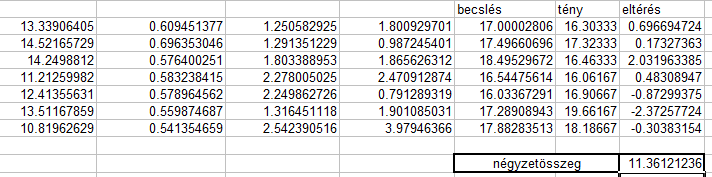 becslés tény eltérés
13.33906405 0.609451377 1.250582925 1.800929701 17.00002806 16.30333 0.696694724
14.52165729 0.696353046 1.291351229 0.987245401 17.49660696 17.32333 0.17327363
14.2498812 0.576400251 1.803388953 1.865626312 18.49529672 16.46333 2.031963385
11.21259982 0.583238415 2.278005025 2.470912874 16.54475614 16.06167 0.48308947
12.41355631 0.578964562 2.249862726 0.791289319 16.03367291 16.90667 -0.87299375
13.51167859 0.559874687 1.316451118 1.901085031 17.28908943 19.66167 -2.37257724
10.81962629 0.541354659 2.542390516 3.97946366 17.88283513 18.18667 -0.30383154
négyzetösszeg 11.36121236